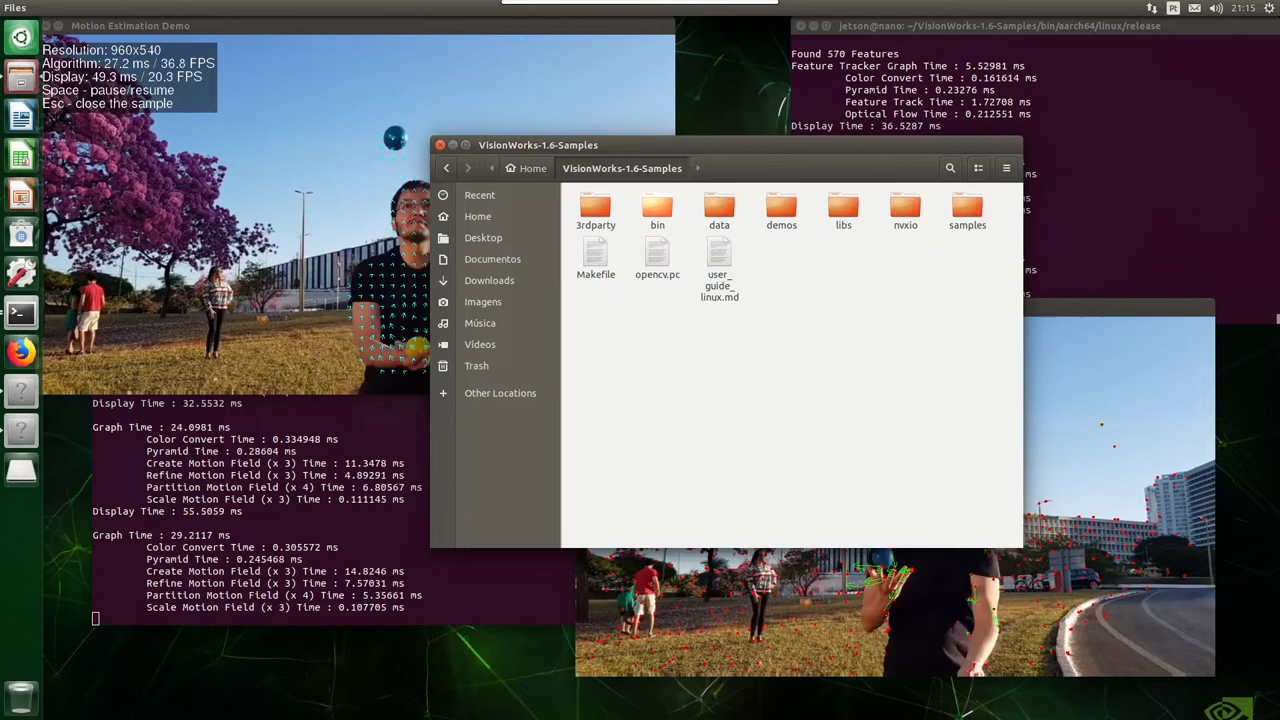 Files
Pt
21:15
Motion Estimation Demo
Resolution: 960x540
Algorithm: 27.2 ms / 36.8 FPS
Display: 49.3 ms / 20.3 FPS
Space - pause/resume
Esc - close the sample
jetson@nano: ~/VisionWorks-1.6-Samples/bin/aarch64/linux/release
Found 570 Features
Feature Tracker Graph Time : 5.52981 ms
Color Convert Time : 0.161614 ms
Pyramid Time : 0.23276 ms
Feature Track Time : 1.72708 ms
Optical Flow Time : 0.212551 ms
Display Time : 36.5287 ms
ms
ms
ms
ms
ms
ms
VisionWorks-1.6-Samples
Home
VisionWorks-1.6-Samples
Recent
Home
Desktop
Documentos
Downloads
Imagens
Música
Vídeos
Trash
Other Locations
3rdparty
bin
data
demos
libs
nvxio
samples
Makefile
opencv.pc
user_
guide_
linux.md
Display Time : 32.5532 ms
Graph Time : 24.0981 ms
Color Convert Time : 0.334948 ms
Pyramid Time : 0.28604 ms
Create Motion Field (x 3) Time : 11.3478 ms
Refine Motion Field (x 3) Time : 4.89291 ms
Partition Motion Field (x 4) Time : 6.80567 ms
Scale Motion Field (x 3) Time : 0.111145 ms
Display Time : 55.5059 ms
Graph Time : 29.2117 ms
Color Convert Time : 0.305572 ms
Pyramid Time : 0.245468 ms
Create Motion Field (x 3) Time : 14.8246 ms
Refine Motion Field (x 3) Time : 7.57031 ms
Partition Motion Field (x 4) Time : 5.35661 ms
Scale Motion Field (x 3) Time : 0.107705 ms